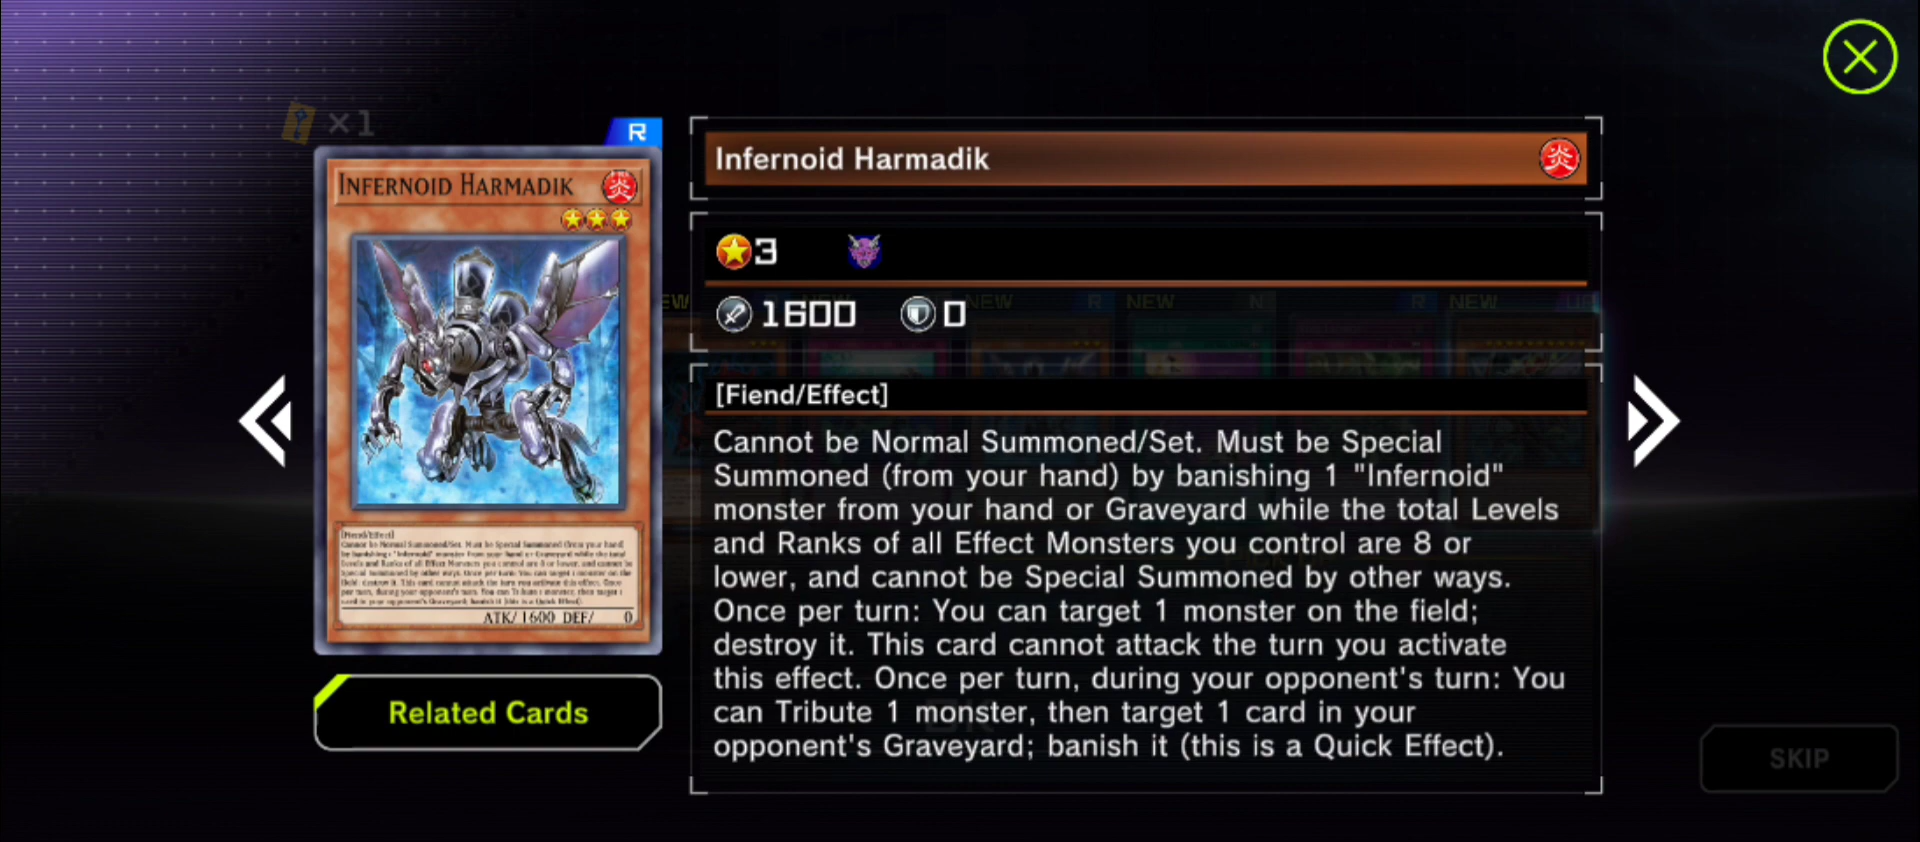 ×1
R
INFERNOID HARMADIK 炎
ATK/ 1600 DEF/ 0
Related Cards
Infernoid Harmadik 炎
3
1600 0
[Fiend/Effect]
Cannot be Normal Summoned/Set. Must be Special
Summoned (from your hand) by banishing 1 "Infernoid"
monster from your hand or Graveyard while the total Levels
and Ranks of all Effect Monsters you control are 8 or
lower, and cannot be Special Summoned by other ways.
Once per turn: You can target 1 monster on the field;
destroy it. This card cannot attack the turn you activate
this effect. Once per turn, during your opponent's turn: You
can Tribute 1 monster, then target 1 card in your
opponent's Graveyard; banish it (this is a Quick Effect).
SKIP